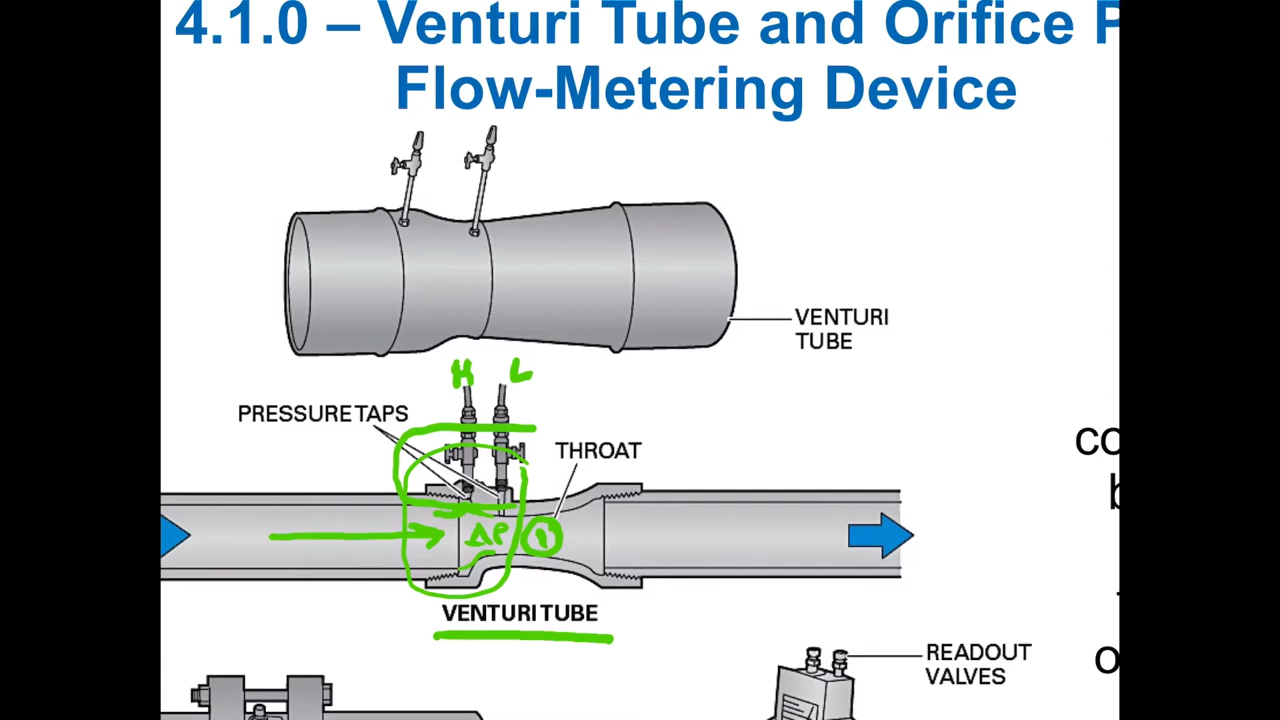 4.1.0 – Venturi Tube and Orifice P
Flow-Metering Device
VENTURI
TUBE
H L
PRESSURE TAPS
THROAT
ΔP 1
VENTURI TUBE
co
b
READOUT
VALVES
o